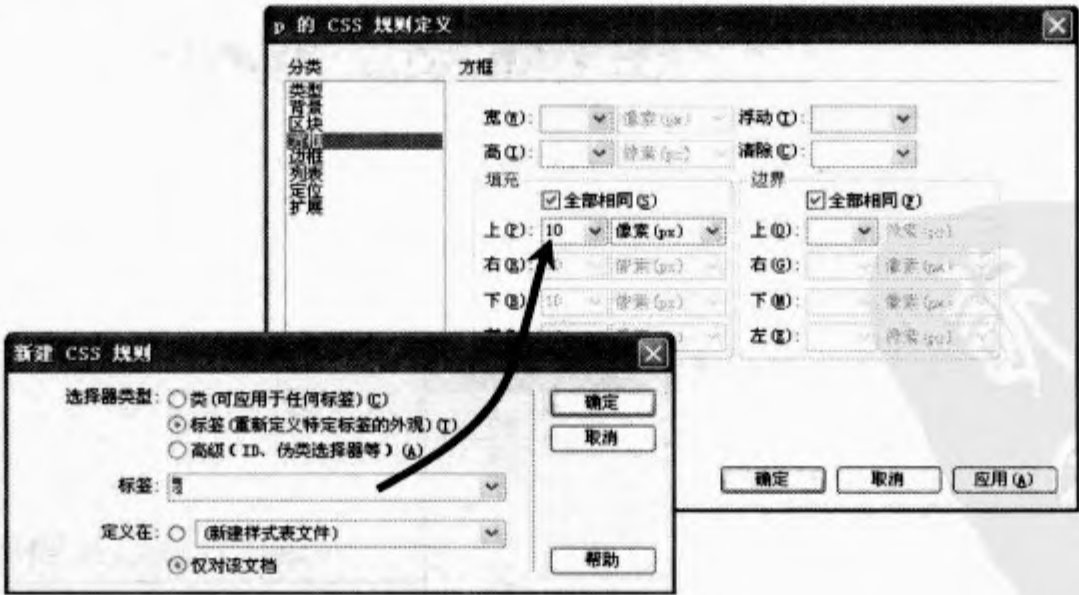 p 的 CSS 规则定义
分类
方框
类型
背景
区块
边框
列表
定位
扩展
宽(W):
像素(px)
浮动(T):
高(I):
像素(px)
清除(C):
填充
边界
全部相同(S)
全部相同(F)
上(P): 10 像素(px)
上(O):
像素(px)
右(R):
像素(px)
右(G):
像素(px)
下(B): 10 像素(px)
下(M):
像素(px)
左(E):
像素(px)
确定
取消
应用(A)
新建 CSS 规则
选择器类型:
类(可应用于任何标签)(C)
标签(重新定义特定标签的外观)(T)
高级(ID、伪类选择器等)(A)
标签:
定义在:
(新建样式表文件)
仅对该文档
确定
取消
帮助